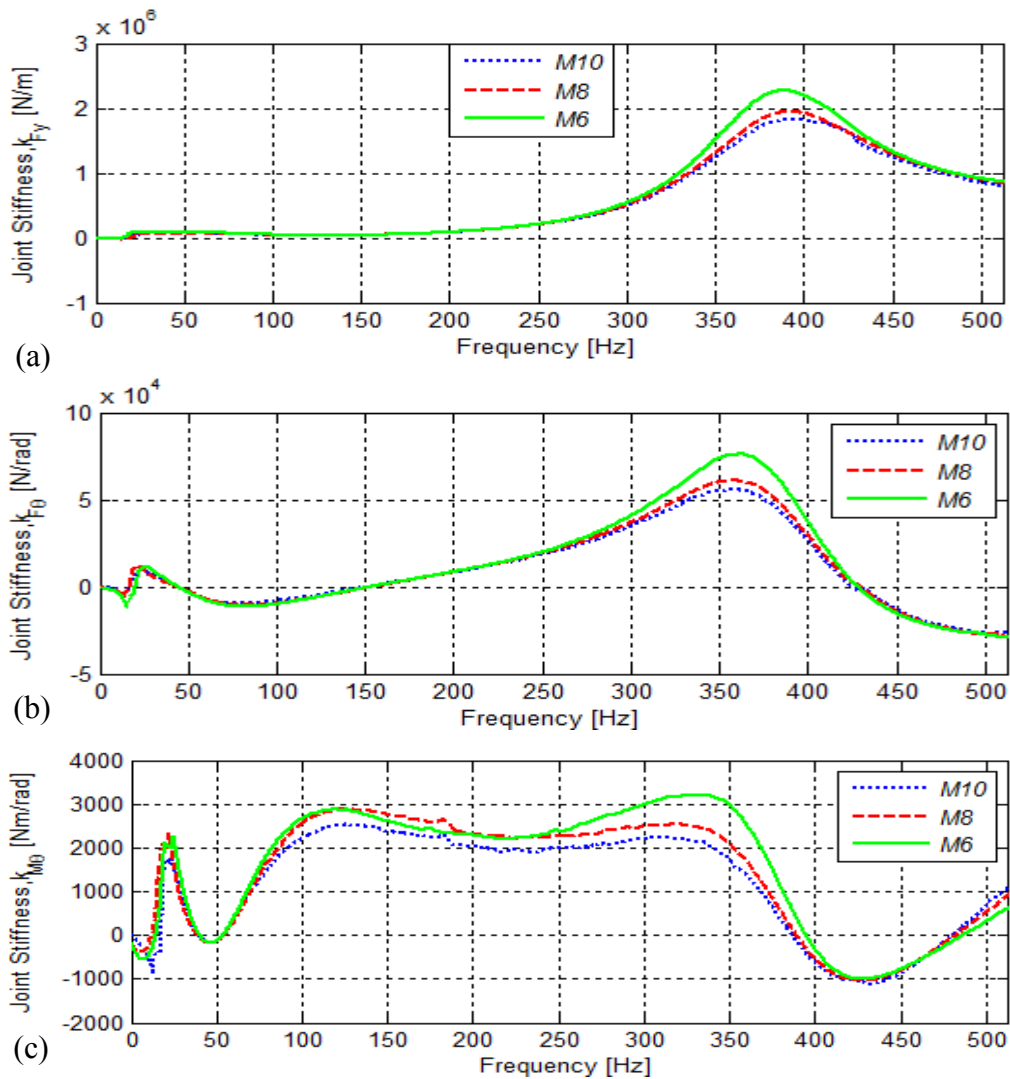 × 10⁶
3
2
1
0
-1
Joint Stiffness,k_Fy [N/m]
M10
M8
M6
0 50 100 150 200 250 300 350 400 450 500
Frequency [Hz]
(a)
× 10⁴
10
5
0
-5
Joint Stiffness,k_Fθ [N/rad]
M10
M8
M6
0 50 100 150 200 250 300 350 400 450 500
Frequency [Hz]
(b)
4000
3000
2000
1000
0
-1000
-2000
Joint Stiffness,k_Mθ [Nm/rad]
M10
M8
M6
0 50 100 150 200 250 300 350 400 450 500
Frequency [Hz]
(c)